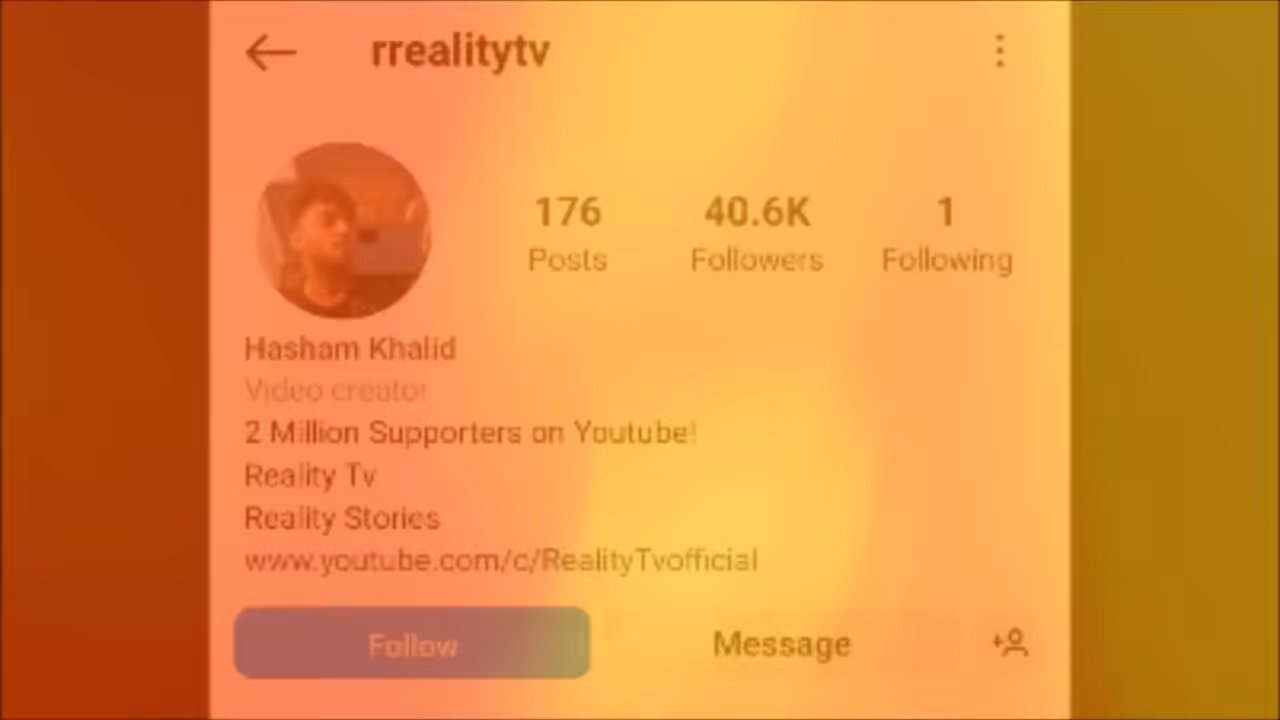 rrealitytv
176 40.6K 1
Posts Followers Following
Hasham Khalid
Video creator
2 Million Supporters on Youtube!
Reality Tv
Reality Stories
www.youtube.com/c/RealityTvofficial
Follow Message